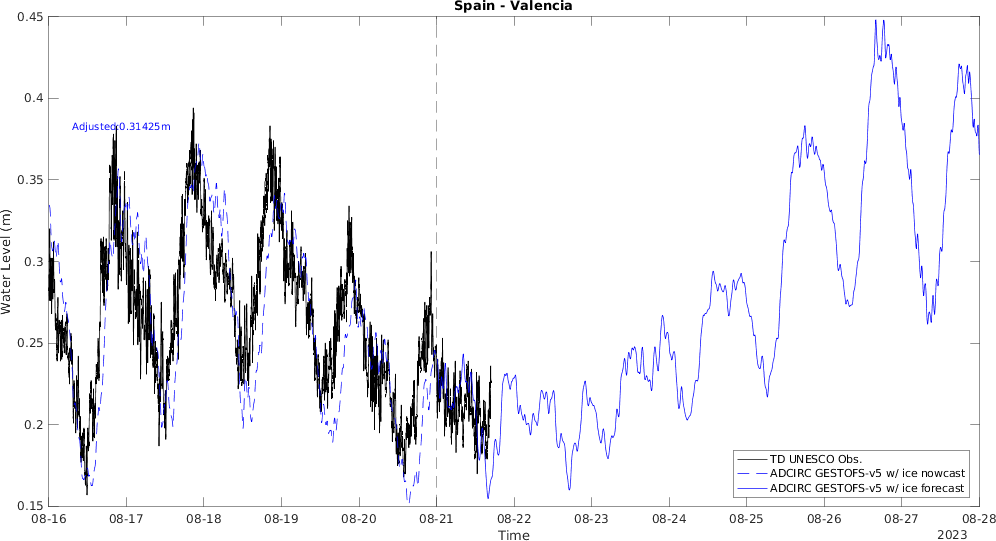 Spain - Valencia
0.45
0.4
0.35
0.3
0.25
0.2
0.15
Water Level (m)
Adjusted:0.31425m
TD UNESCO Obs.
ADCIRC GESTOFS-v5 w/ ice nowcast
ADCIRC GESTOFS-v5 w/ ice forecast
08-16 08-17 08-18 08-19 08-20 08-21 08-22 08-23 08-24 08-25 08-26 08-27 08-28
Time
2023